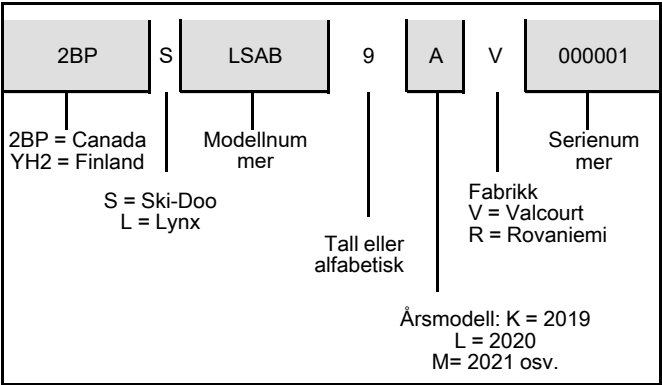 2BP S LSAB 9 A V 000001
2BP = Canada
YH2 = Finland
Modellnum
mer
Serienum
mer
S = Ski-Doo
L = Lynx
Fabrikk
V = Valcourt
R = Rovaniemi
Tall eller
alfabetisk
Årsmodell: K = 2019
L = 2020
M= 2021 osv.